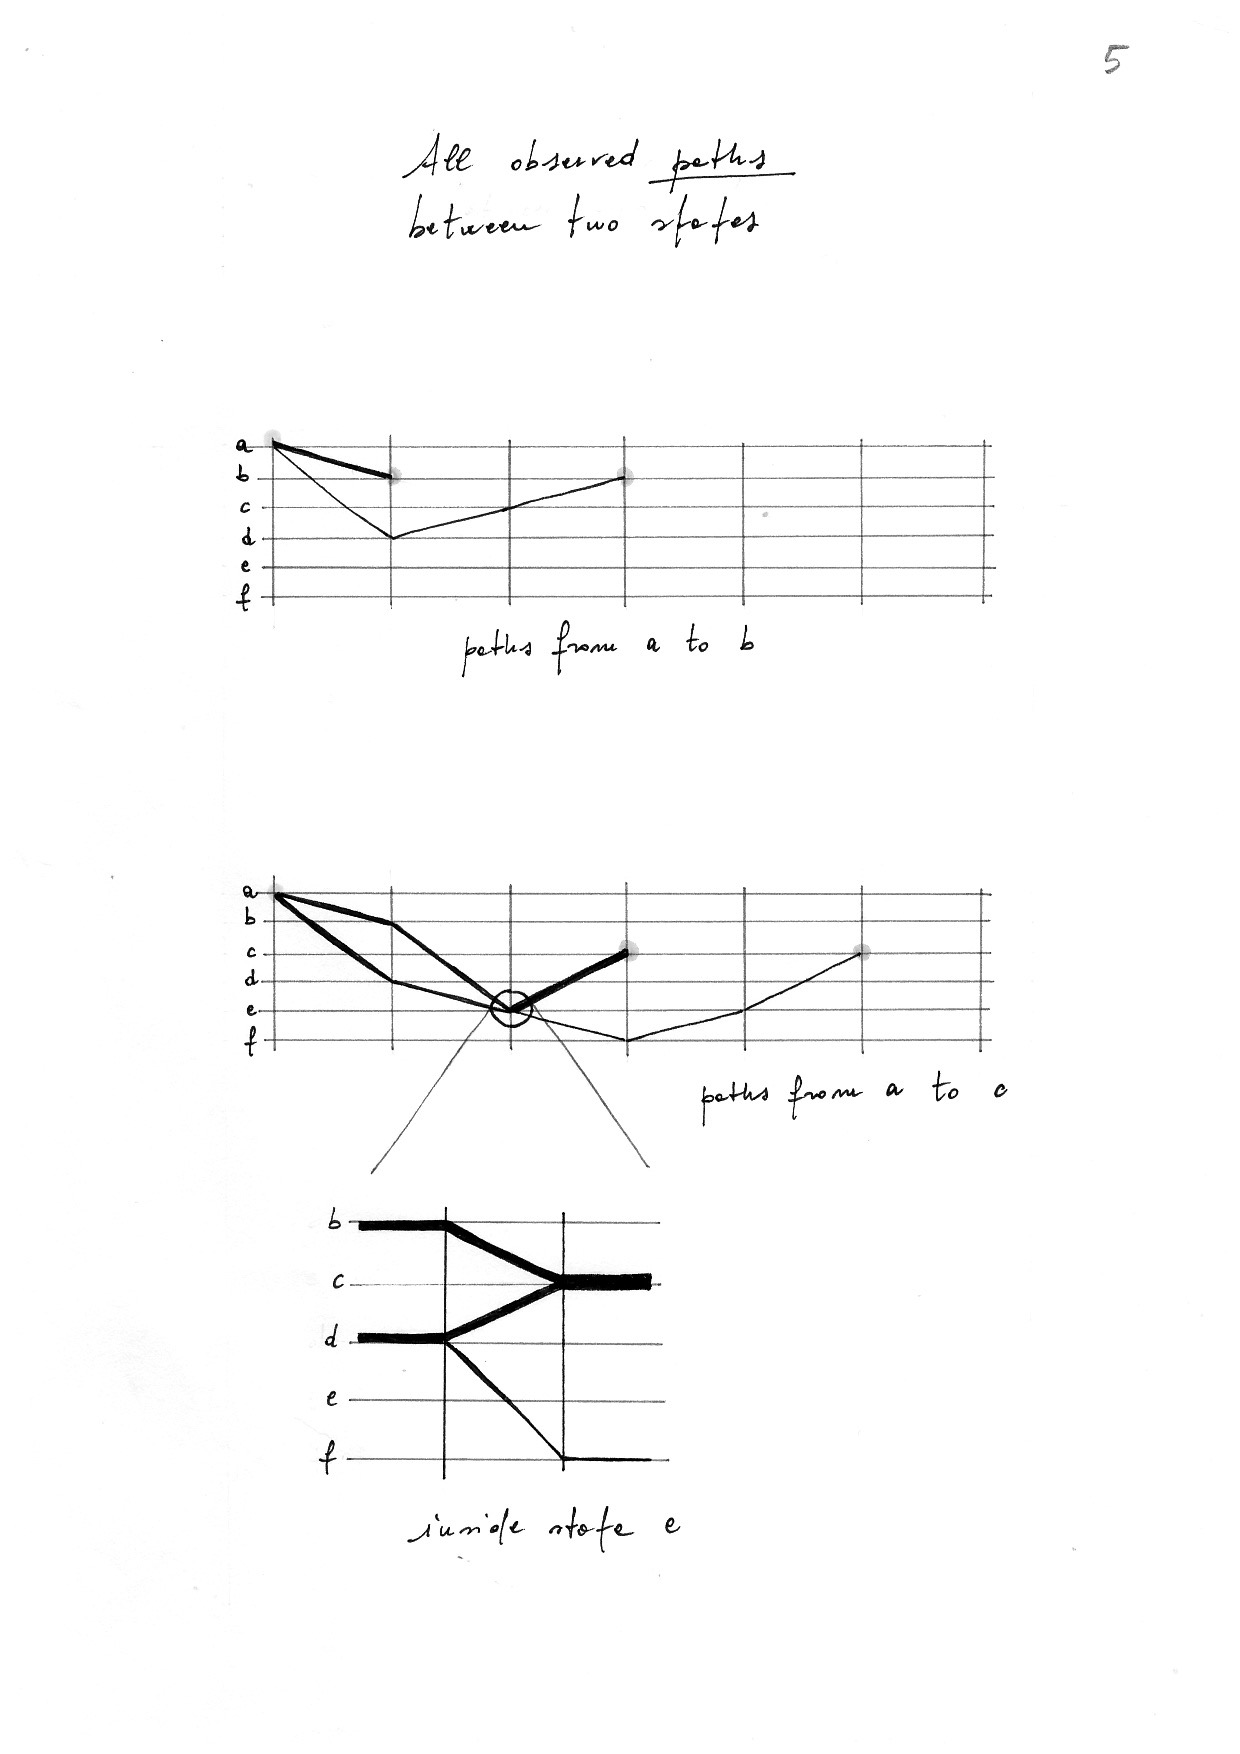 5
All observed paths
between two states
a
b
c
d
e
f
paths from a to b
a
b
c
d
e
f
paths from a to c
b
c
d
e
f
inside state e